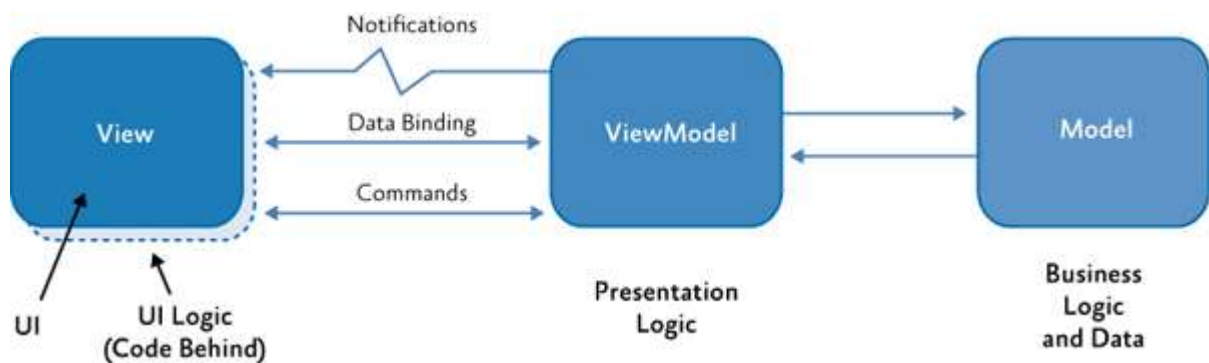 Notifications
View
Data Binding
ViewModel
Model
Commands
UI
UI Logic
(Code Behind)
Presentation
Logic
Business
Logic
and Data